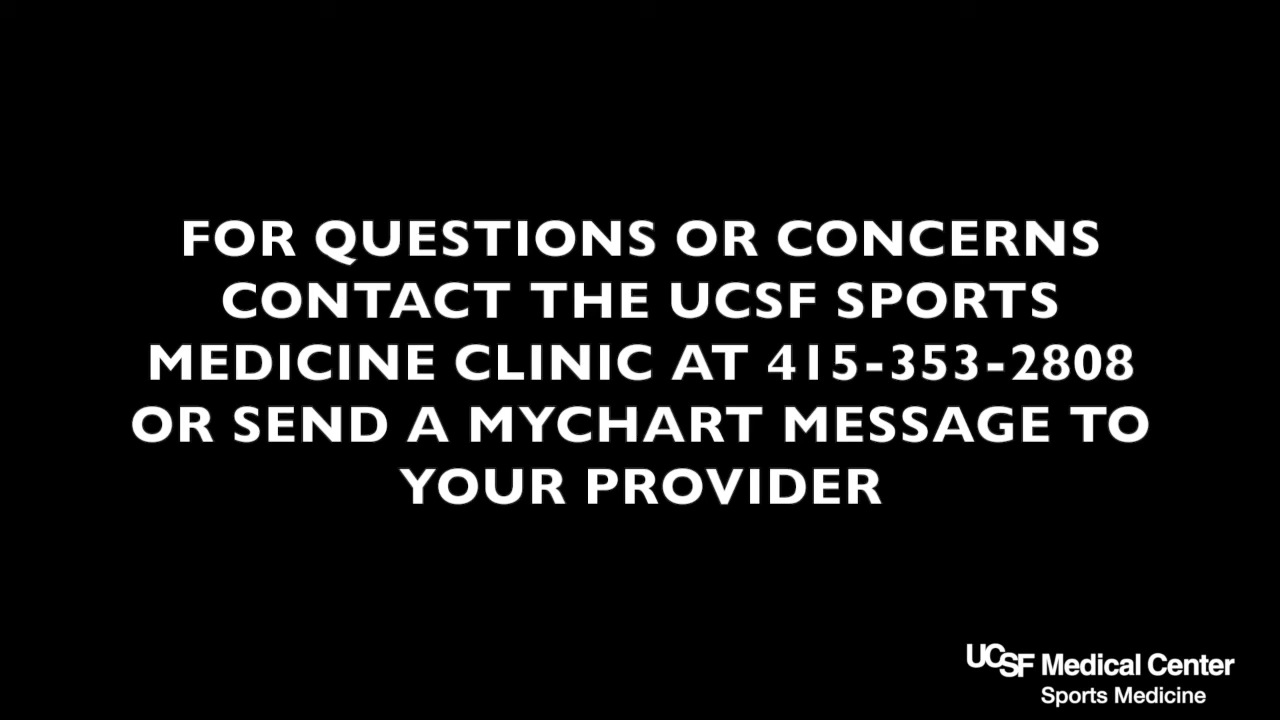 FOR QUESTIONS OR CONCERNS
CONTACT THE UCSF SPORTS
MEDICINE CLINIC AT 415-353-2808
OR SEND A MYCHART MESSAGE TO
YOUR PROVIDER
UCSF Medical Center
Sports Medicine